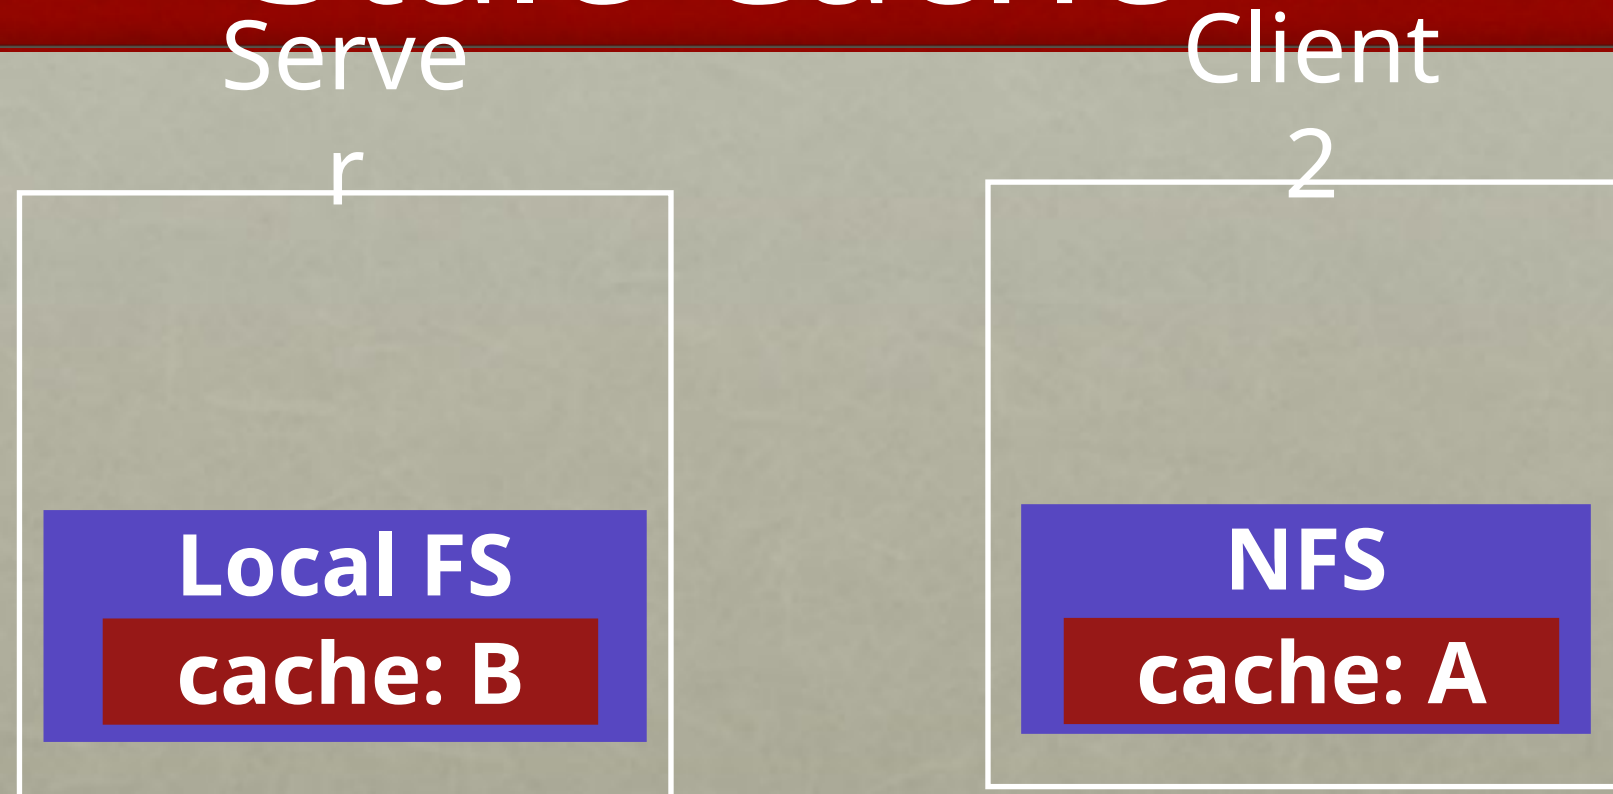 Serve
r
Client
2
Local FS
cache: B
NFS
cache: A